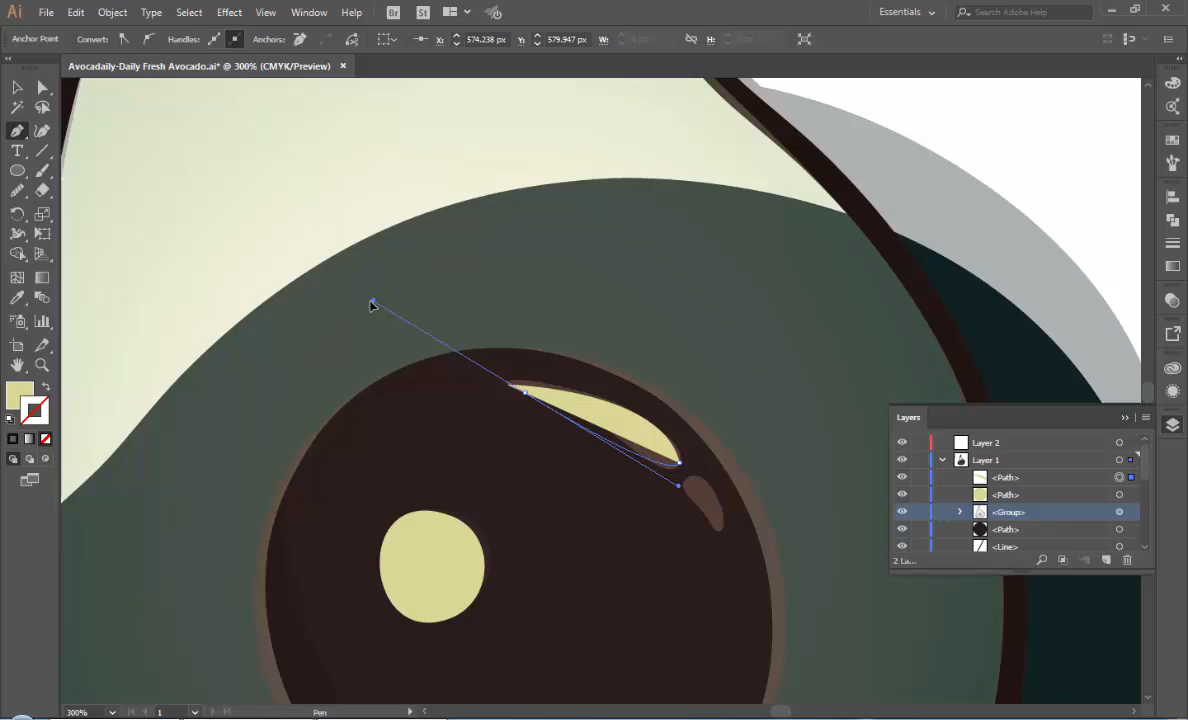 Ai File Edit Object Type Select Effect View Window Help Br St Essentials Search Adobe Help
Anchor Point Convert: Handles: Anchors: X: 574.238 px Y: 579.947 px W: H:
Avocadaily-Daily Fresh Avocado.ai* @ 300% (CMYK/Preview) ×
Layers
Layer 2
Layer 1
<Path>
<Path>
<Group>
<Path>
<Line>
2 La...
300% 1 Pen